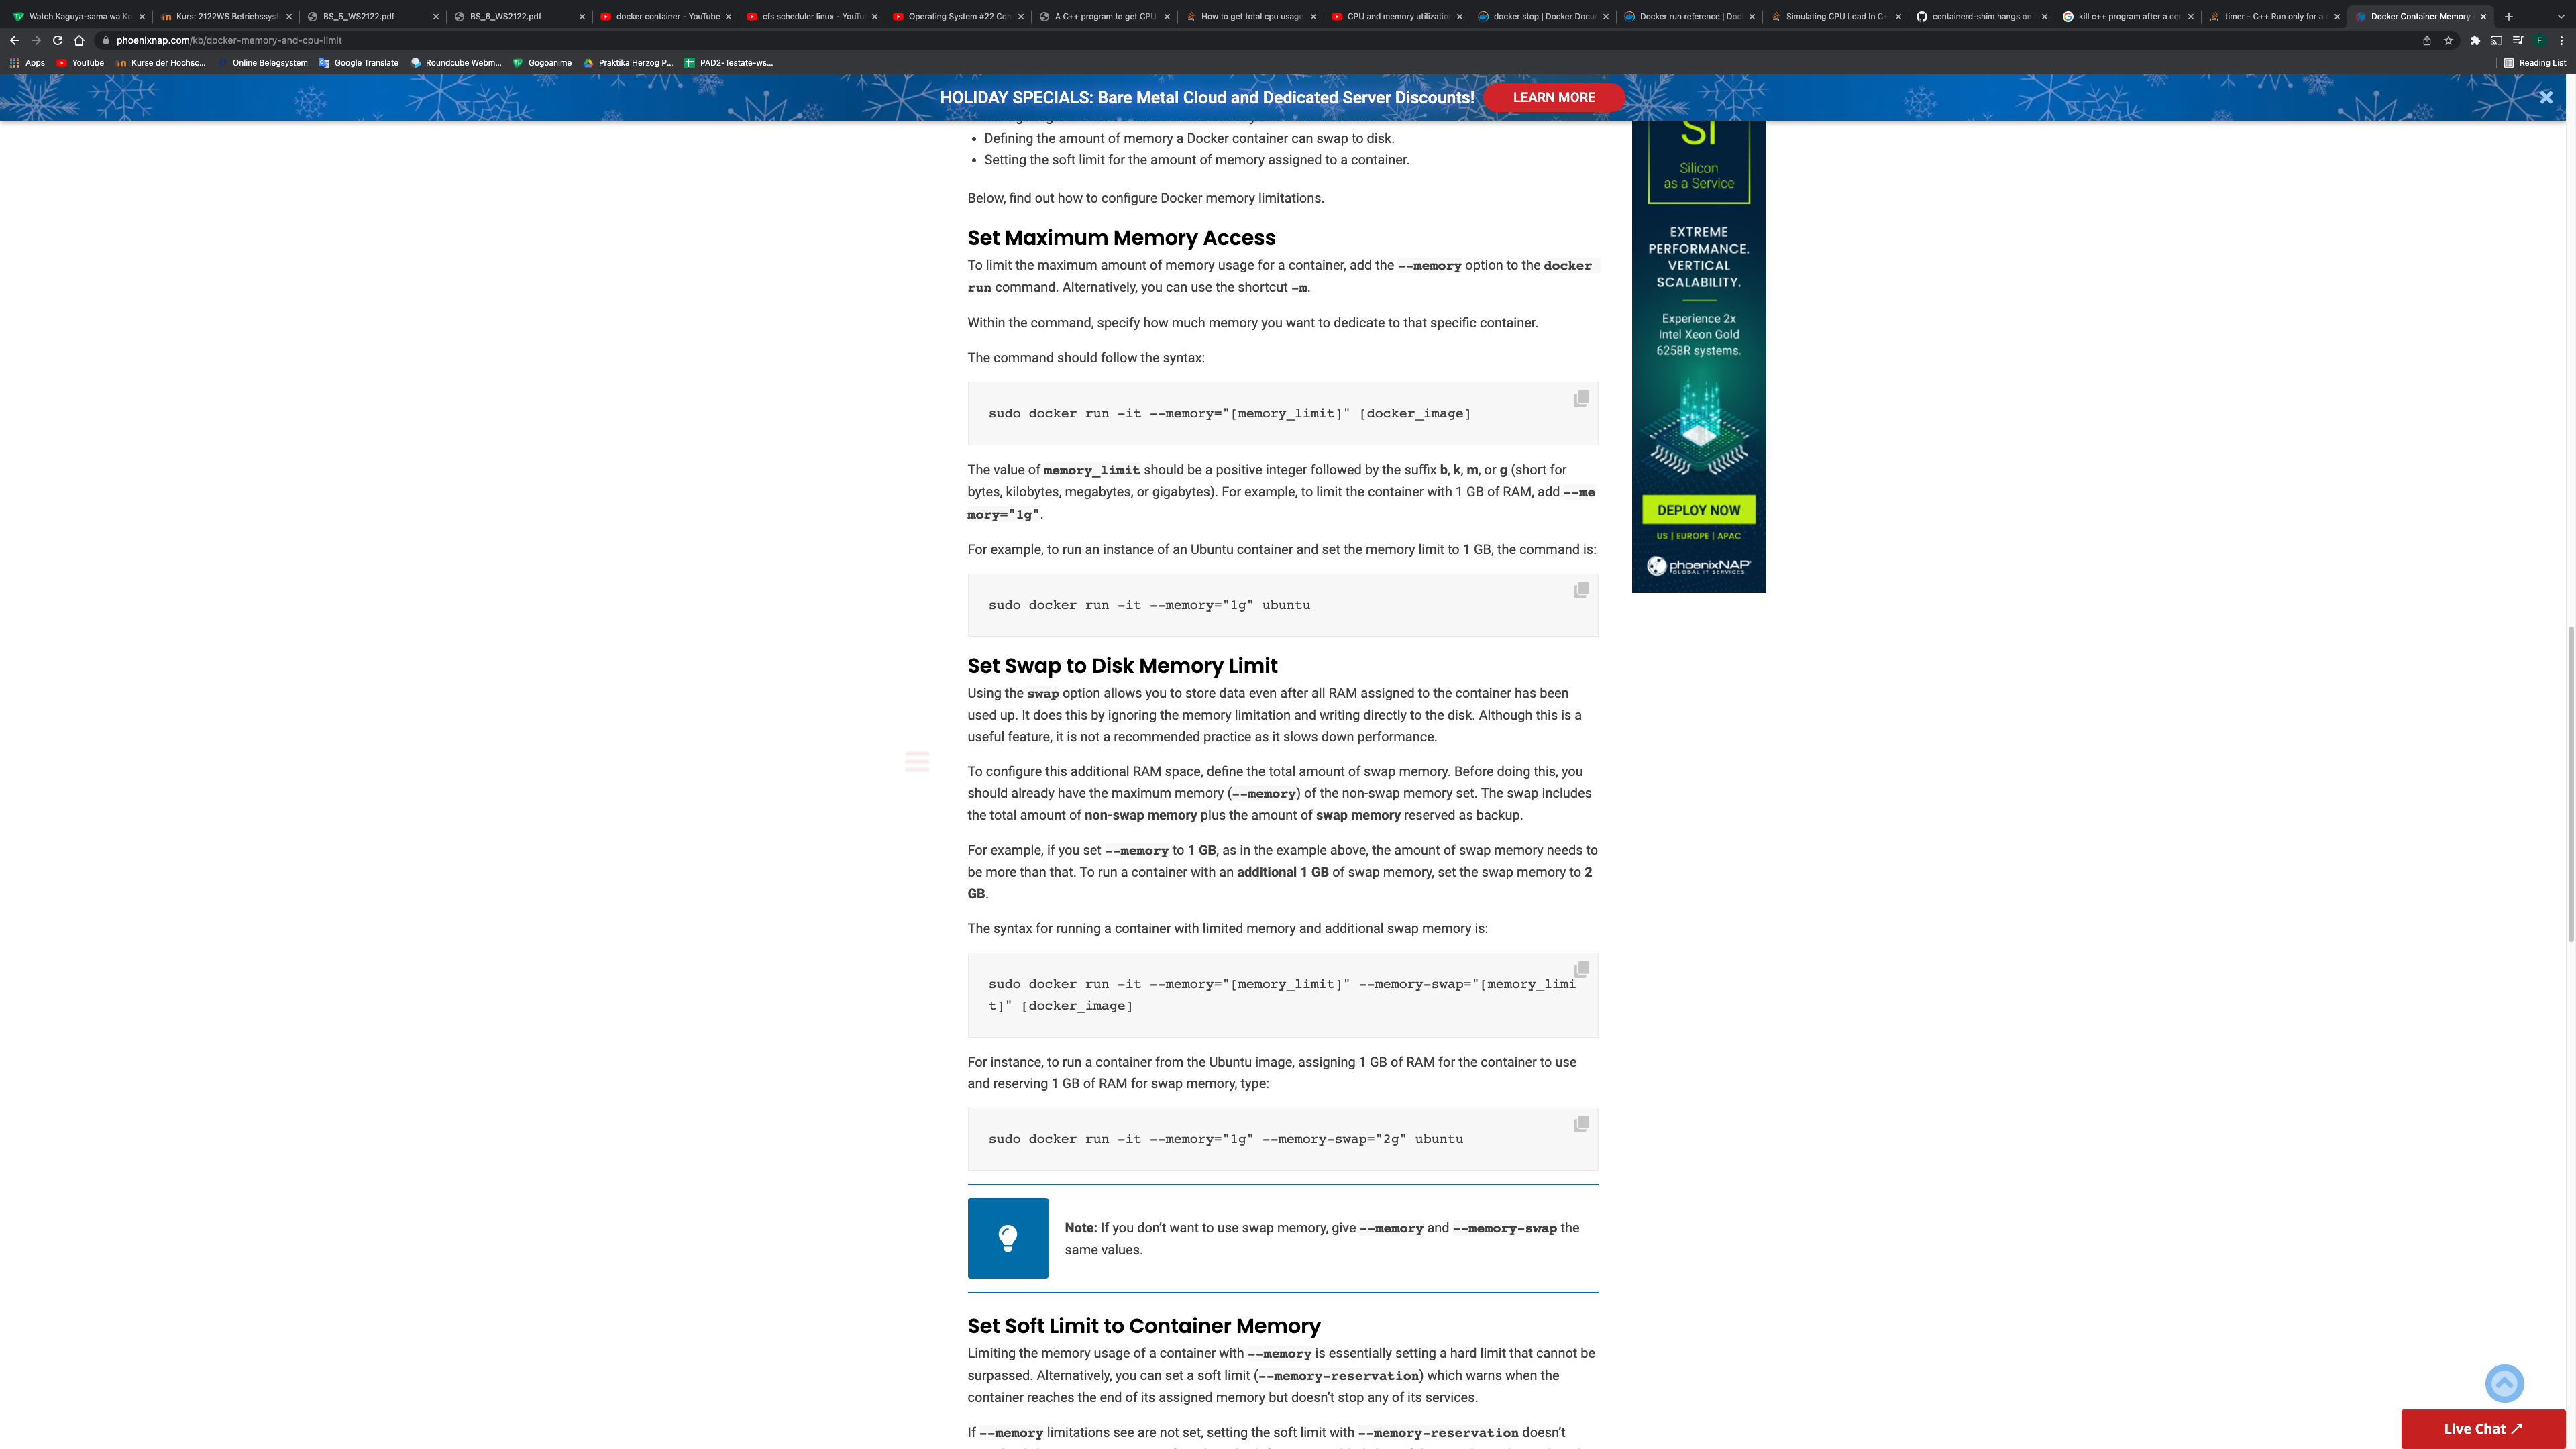 Watch Kaguya-sama wa Ko
Kurs: 2122WS Betriebssyst
BS_5_WS2122.pdf
BS_6_WS2122.pdf
docker container - YouTube
cfs scheduler linux - YouTu
Operating System #22 Con
A C++ program to get CPU
How to get total cpu usage
CPU and memory utilization
docker stop | Docker Docu
Docker run reference | Doc
Simulating CPU Load In C+
containerd-shim hangs on
kill c++ program after a cer
timer - C++ Run only for a
Docker Container Memory
phoenixnap.com/kb/docker-memory-and-cpu-limit
F
Apps
YouTube
Kurse der Hochsc...
Online Belegsystem
Google Translate
Roundcube Webm...
Gogoanime
Praktika Herzog P...
PAD2-Testate-ws...
Reading List
HOLIDAY SPECIALS: Bare Metal Cloud and Dedicated Server Discounts!
LEARN MORE
• Defining the amount of memory a Docker container can swap to disk.
• Setting the soft limit for the amount of memory assigned to a container.
Below, find out how to configure Docker memory limitations.
Set Maximum Memory Access
To limit the maximum amount of memory usage for a container, add the --memory option to the docker
run command. Alternatively, you can use the shortcut -m.
Within the command, specify how much memory you want to dedicate to that specific container.
The command should follow the syntax:
sudo docker run -it --memory="[memory_limit]" [docker_image]
The value of memory_limit should be a positive integer followed by the suffix b, k, m, or g (short for
bytes, kilobytes, megabytes, or gigabytes). For example, to limit the container with 1 GB of RAM, add --me
mory="1g".
For example, to run an instance of an Ubuntu container and set the memory limit to 1 GB, the command is:
sudo docker run -it --memory="1g" ubuntu
Set Swap to Disk Memory Limit
Using the swap option allows you to store data even after all RAM assigned to the container has been
used up. It does this by ignoring the memory limitation and writing directly to the disk. Although this is a
useful feature, it is not a recommended practice as it slows down performance.
To configure this additional RAM space, define the total amount of swap memory. Before doing this, you
should already have the maximum memory (--memory) of the non-swap memory set. The swap includes
the total amount of non-swap memory plus the amount of swap memory reserved as backup.
For example, if you set --memory to 1 GB, as in the example above, the amount of swap memory needs to
be more than that. To run a container with an additional 1 GB of swap memory, set the swap memory to 2
GB.
The syntax for running a container with limited memory and additional swap memory is:
sudo docker run -it --memory="[memory_limit]" --memory-swap="[memory_limi
t]" [docker_image]
For instance, to run a container from the Ubuntu image, assigning 1 GB of RAM for the container to use
and reserving 1 GB of RAM for swap memory, type:
sudo docker run -it --memory="1g" --memory-swap="2g" ubuntu
Note: If you don't want to use swap memory, give --memory and --memory-swap the
same values.
Set Soft Limit to Container Memory
Limiting the memory usage of a container with --memory is essentially setting a hard limit that cannot be
surpassed. Alternatively, you can set a soft limit (--memory-reservation) which warns when the
container reaches the end of its assigned memory but doesn't stop any of its services.
If --memory limitations see are not set, setting the soft limit with --memory-reservation doesn't
Silicon
as a Service
EXTREME
PERFORMANCE.
VERTICAL
SCALABILITY.
Experience 2x
Intel Xeon Gold
6258R systems.
DEPLOY NOW
US | EUROPE | APAC
phoenixNAP
GLOBAL IT SERVICES
Live Chat